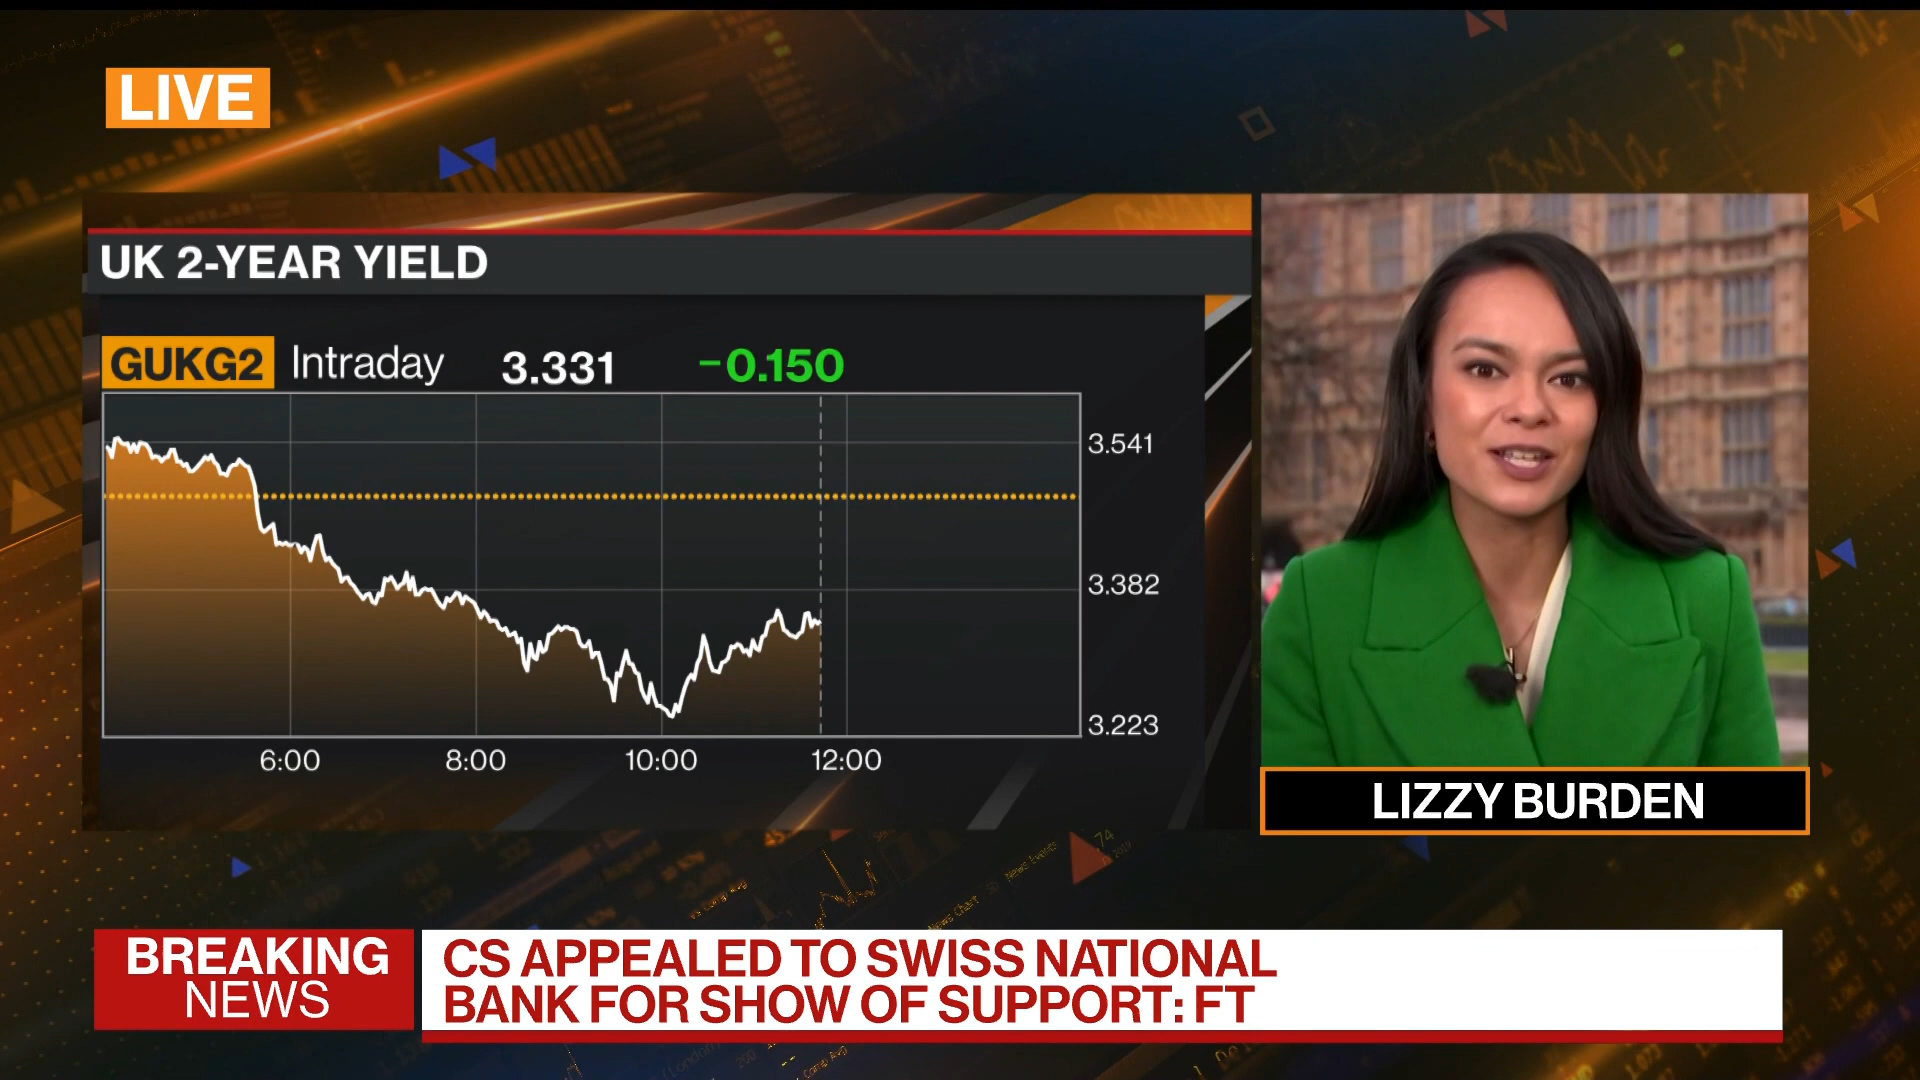 LIVE
UK 2-YEAR YIELD
GUKG2 Intraday 3.331 -0.150
3.541
3.382
3.223
6:00 8:00 10:00 12:00
LIZZY BURDEN
BREAKING
NEWS
CS APPEALED TO SWISS NATIONAL
BANK FOR SHOW OF SUPPORT: FT